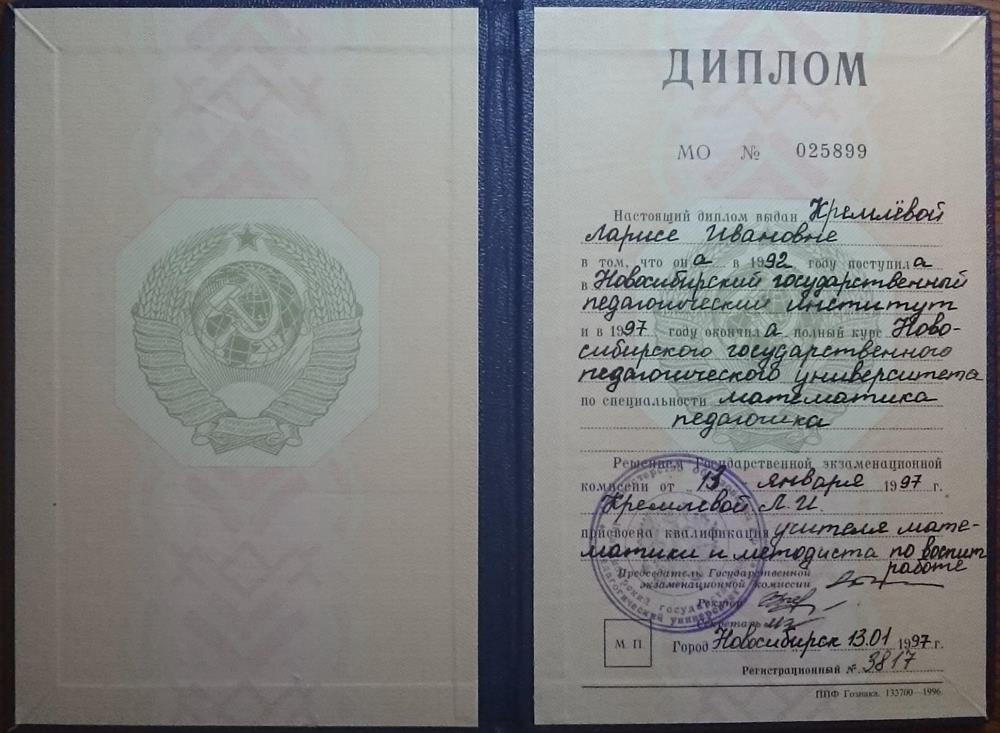 ДИПЛОМ
МО № 025899
Настоящий диплом выдан Кремлёвой
Ларисе Ивановне
в том, что она в 1992 году поступила
в Новосибирский государственный
педагогический институт
и в 1997 году окончила полный курс Ново-
сибирского государственного
педагогического университета
по специальности математика
педагогика
Решением Государственной экзаменационной
комиссии от 13 января 1997 г.
Кремлевой Л.И.
присвоена квалификация учителя мате-
матики и методиста по воспит
работе
Председатель Государственной
экзаменационной комиссии
Ректор
Секретарь
М П Город Новосибирск 13.01 1997 г.
Регистрационный № 3817
ППФ Гознака. 133700—1996